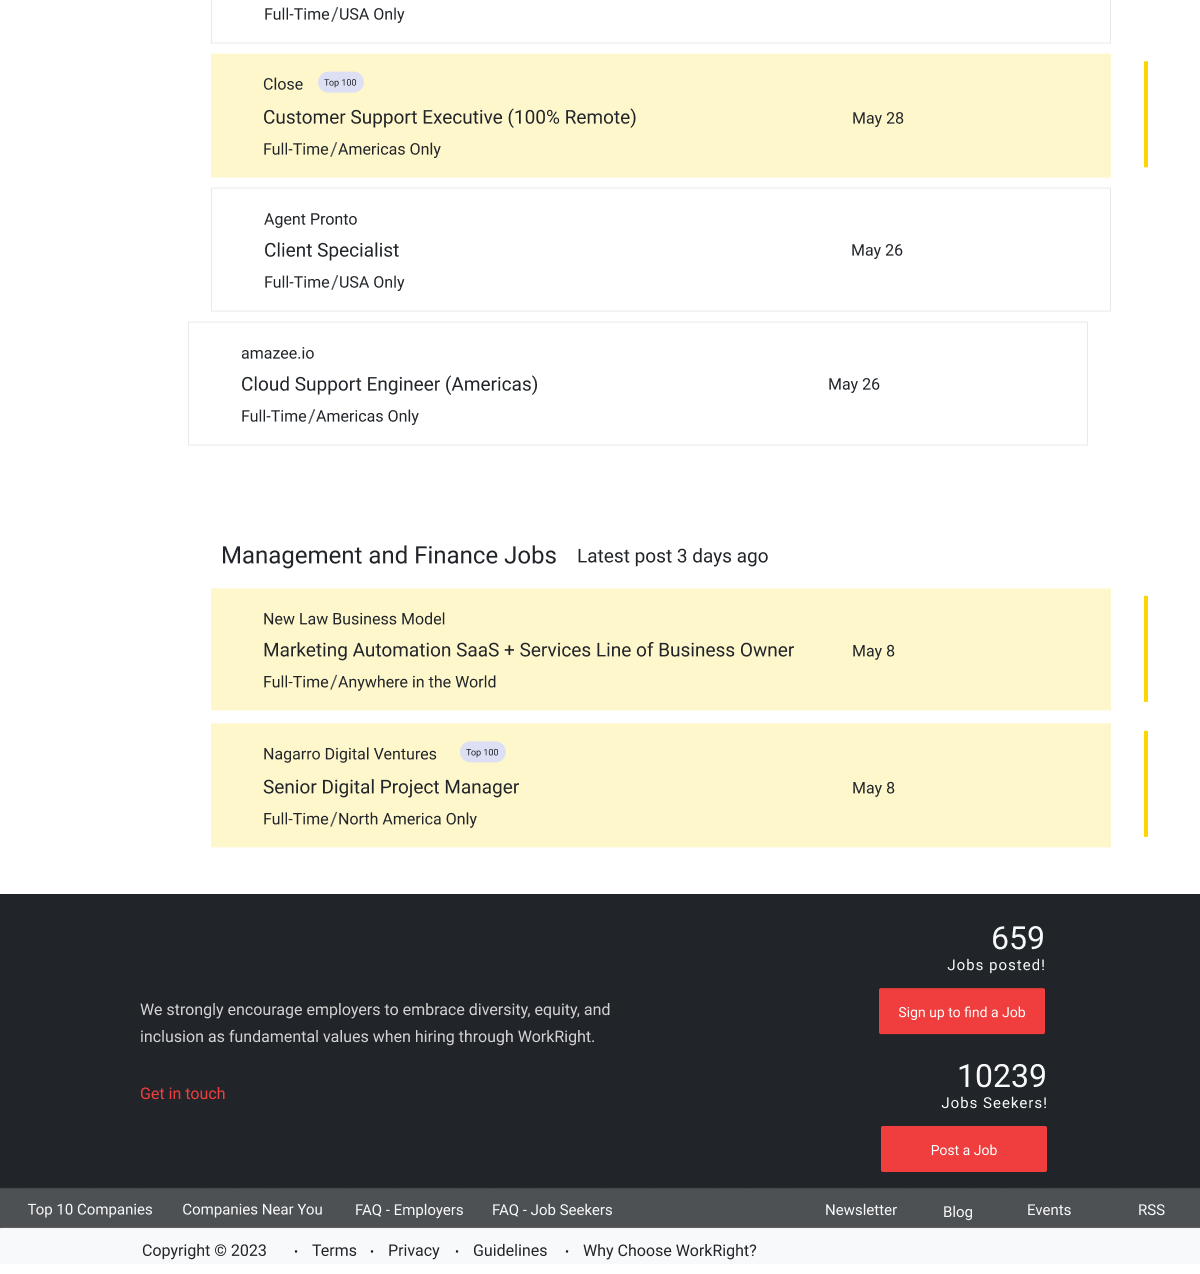 Full-Time/USA Only
Close Top 100
Customer Support Executive (100% Remote) May 28
Full-Time/Americas Only
Agent Pronto
Client Specialist May 26
Full-Time/USA Only
amazee.io
Cloud Support Engineer (Americas) May 26
Full-Time/Americas Only
Management and Finance Jobs Latest post 3 days ago
New Law Business Model
Marketing Automation SaaS + Services Line of Business Owner May 8
Full-Time/Anywhere in the World
Nagarro Digital Ventures Top 100
Senior Digital Project Manager May 8
Full-Time/North America Only
659
Jobs posted!
We strongly encourage employers to embrace diversity, equity, and
inclusion as fundamental values when hiring through WorkRight.
Get in touch
Sign up to find a Job
10239
Jobs Seekers!
Post a Job
Top 10 Companies Companies Near You FAQ - Employers FAQ - Job Seekers Newsletter Blog Events RSS
Copyright © 2023 · Terms · Privacy · Guidelines · Why Choose WorkRight?